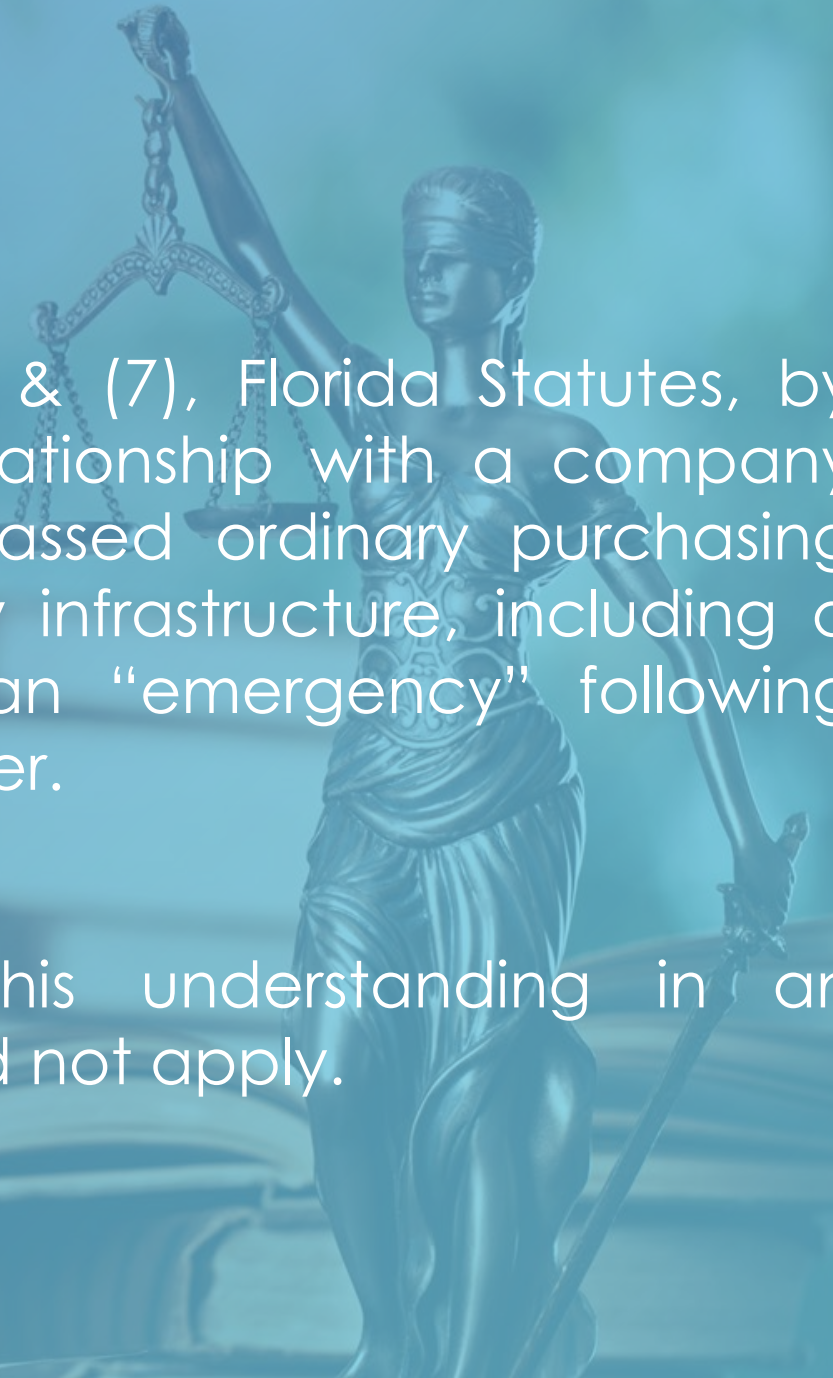 & (7), Florida Statutes, by
ationship with a company
assed ordinary purchasing
infrastructure, including a
an “emergency” following
er.
his understanding in an
d not apply.